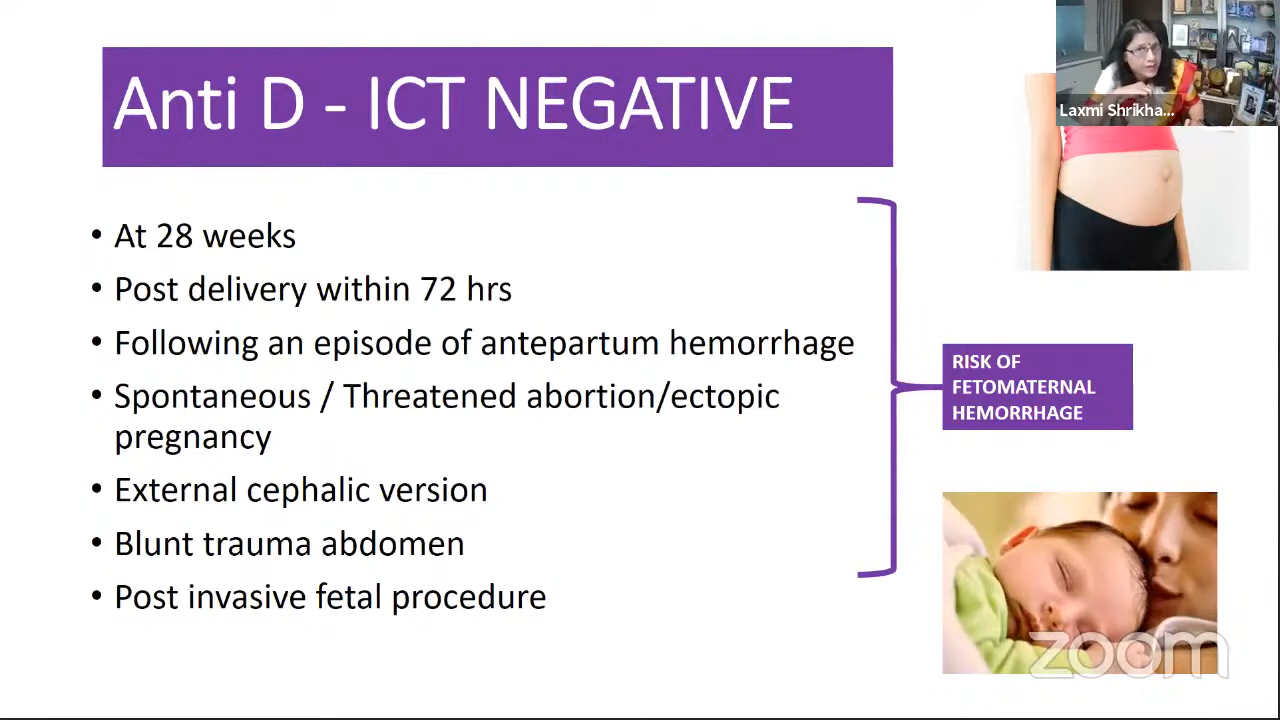 Anti D - ICT NEGATIVE
Laxmi Shrikha...
• At 28 weeks
• Post delivery within 72 hrs
• Following an episode of antepartum hemorrhage
• Spontaneous / Threatened abortion/ectopic
pregnancy
• External cephalic version
• Blunt trauma abdomen
• Post invasive fetal procedure
RISK OF
FETOMATERNAL
HEMORRHAGE
zoom